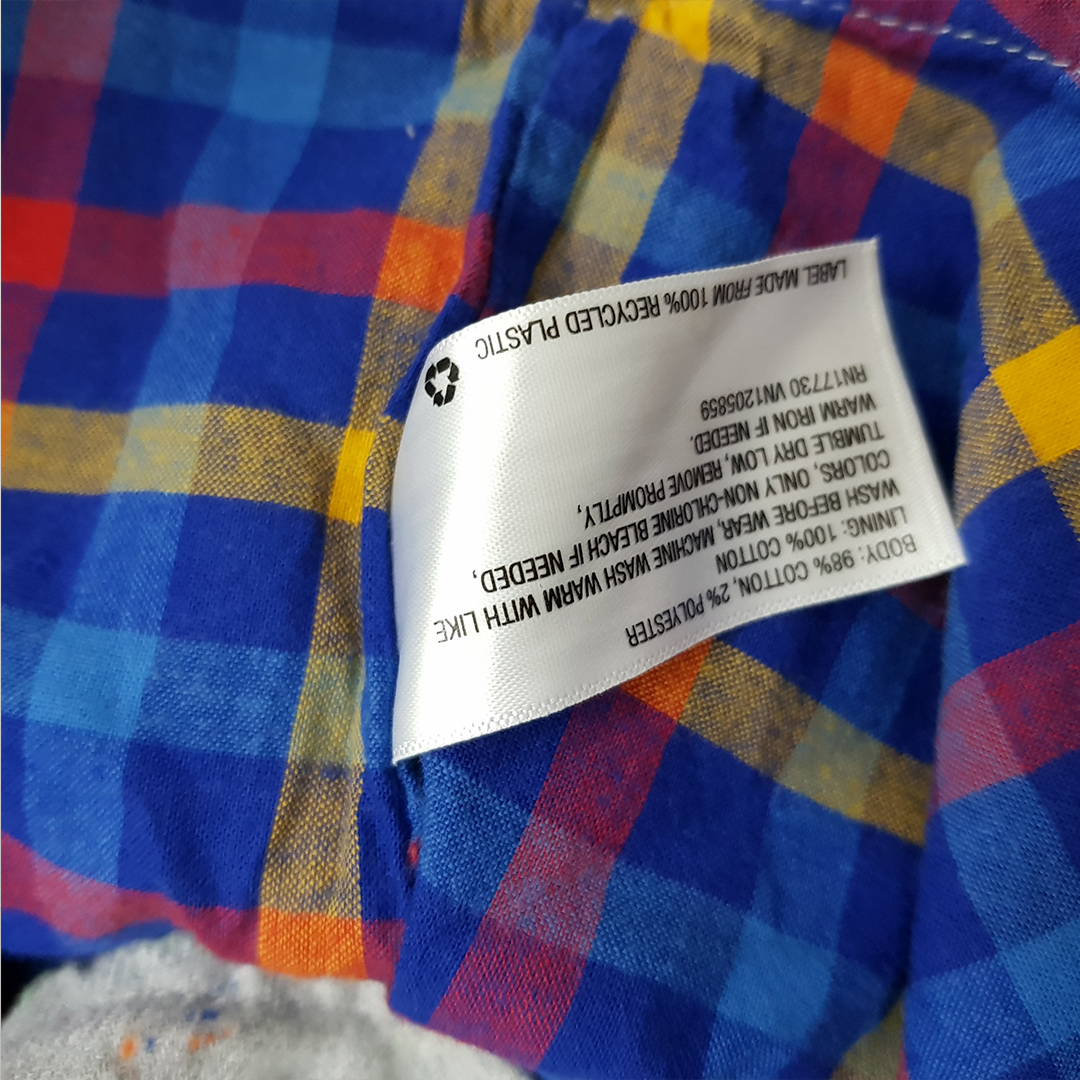 BODY: 98% COTTON, 2% POLYESTER
LINING: 100% COTTON
WASH BEFORE WEAR, MACHINE WASH WARM WITH LIKE
COLORS, ONLY NON-CHLORINE BLEACH IF NEEDED,
TUMBLE DRY LOW, REMOVE PROMPTLY,
WARM IRON IF NEEDED.
RN17730 VN1205859
LABEL MADE FROM 100% RECYCLED PLASTIC